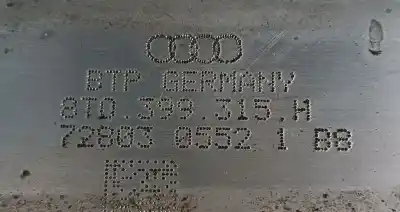 BTP GERMANY
8T0.399.315.H
72803 0552 1 B8